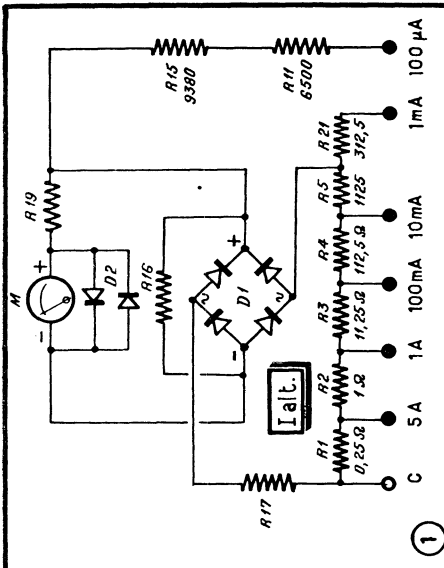 R15
9380
R11
6500
100 µA
1mA
R21
312,5
R5
1125
10mA
R4
112,5 Ω
100mA
R3
11,25 Ω
1A
R2
1 Ω
5 A
R1
0,25 Ω
C
R19
M
+
-
D2
R16
+
~
D1
~
-
I alt.
R17
1